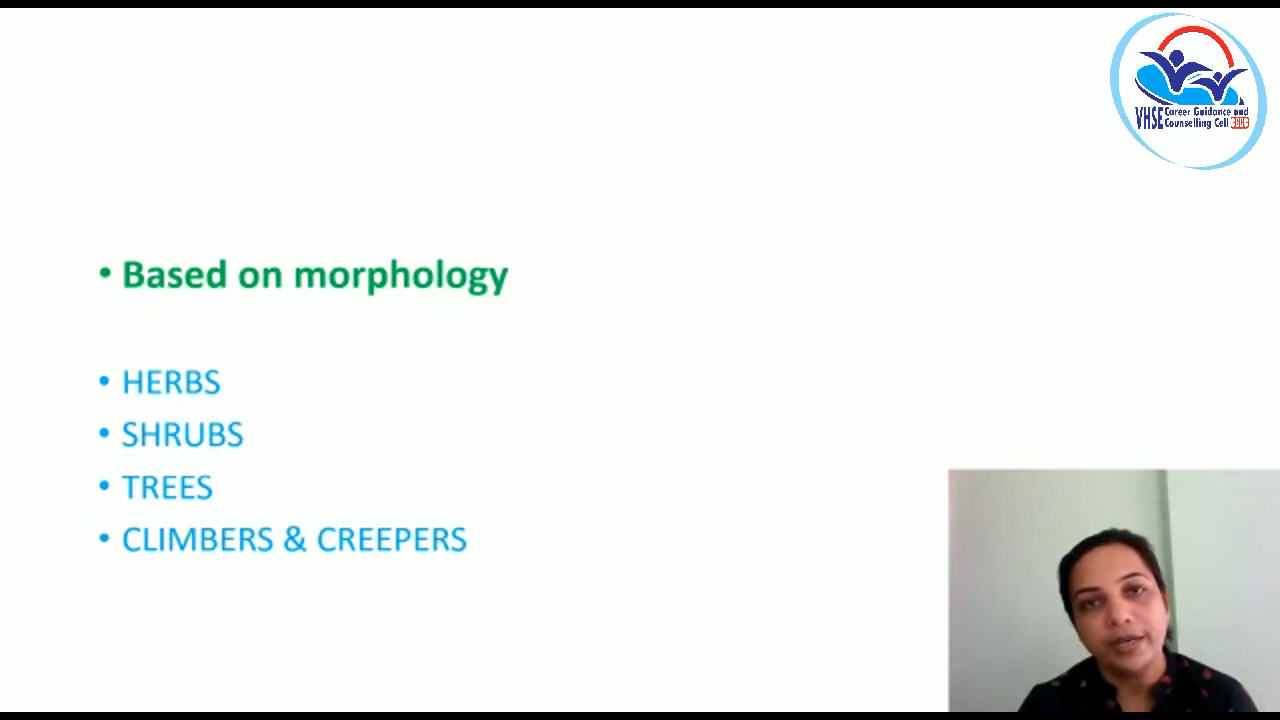 VHSE Career Guidance and
Counselling Cell
• Based on morphology
• HERBS
• SHRUBS
• TREES
• CLIMBERS & CREEPERS